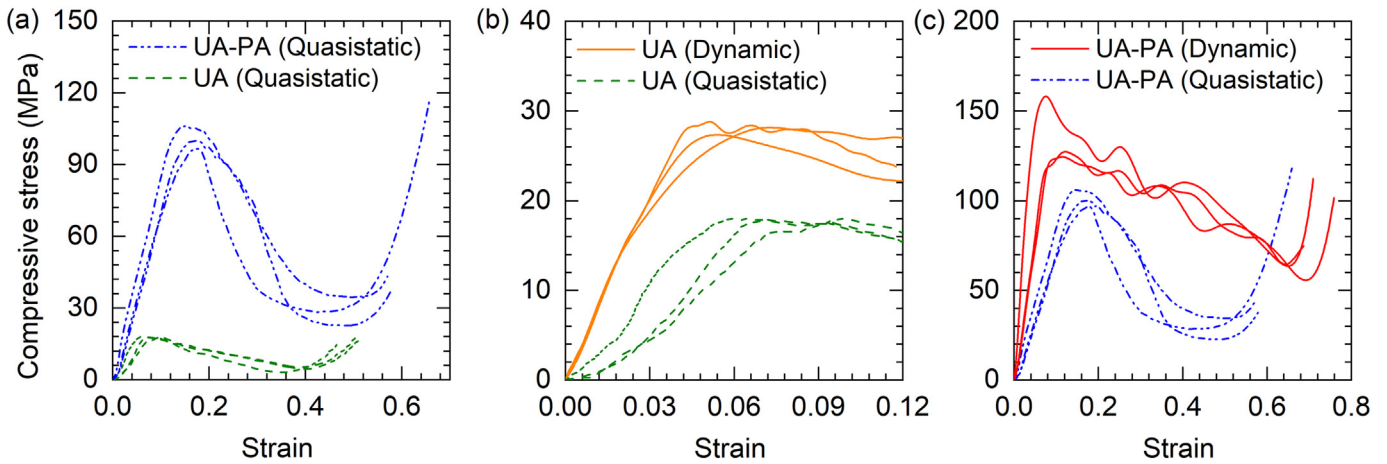 (a)
150
120
90
60
30
0
0.0 0.2 0.4 0.6
Compressive stress (MPa)
Strain
UA-PA (Quasistatic)
UA (Quasistatic)
(b)
40
30
20
10
0
0.00 0.03 0.06 0.09 0.12
Strain
UA (Dynamic)
UA (Quasistatic)
(c)
200
150
100
50
0
0.0 0.2 0.4 0.6 0.8
Strain
UA-PA (Dynamic)
UA-PA (Quasistatic)